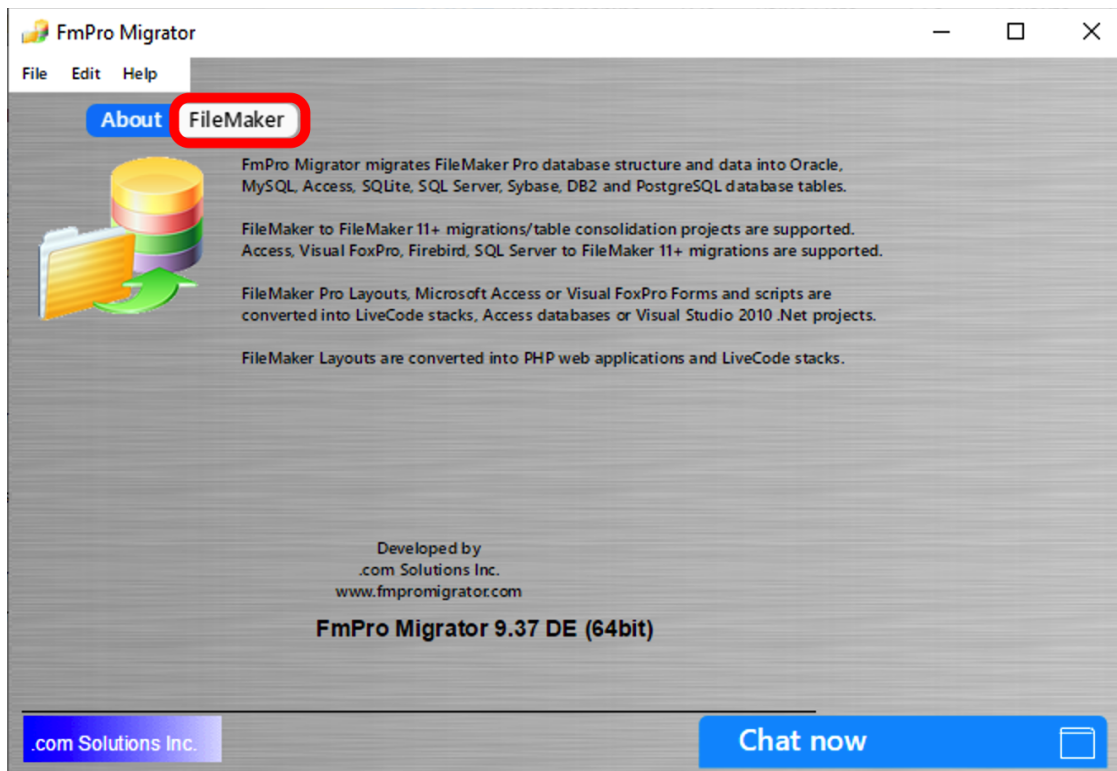 FmPro Migrator
File Edit Help
About FileMaker
FmPro Migrator migrates FileMaker Pro database structure and data into Oracle,
MySQL, Access, SQLite, SQL Server, Sybase, DB2 and PostgreSQL database tables.
FileMaker to FileMaker 11+ migrations/table consolidation projects are supported.
Access, Visual FoxPro, Firebird, SQL Server to FileMaker 11+ migrations are supported.
FileMaker Pro Layouts, Microsoft Access or Visual FoxPro Forms and scripts are
converted into LiveCode stacks, Access databases or Visual Studio 2010 .Net projects.
FileMaker Layouts are converted into PHP web applications and LiveCode stacks.
Developed by
.com Solutions Inc.
www.fmpromigrator.com
FmPro Migrator 9.37 DE (64bit)
.com Solutions Inc.
Chat now